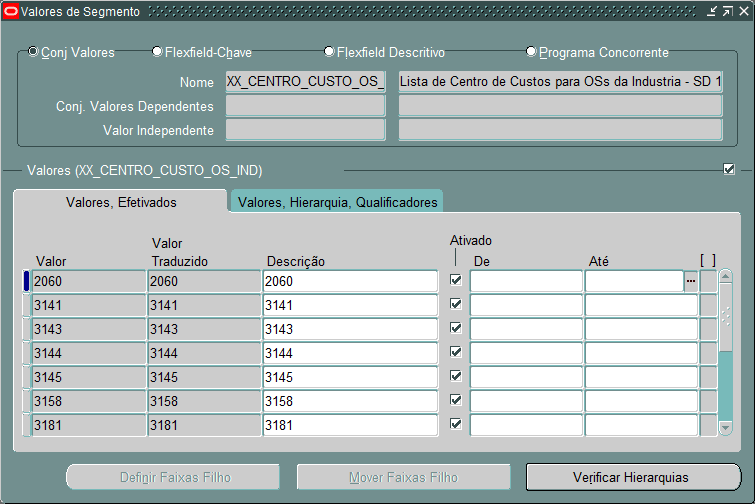 Valores de Segmento
Conj Valores Flexfield-Chave Flexfield Descritivo Programa Concorrente
Nome XX_CENTRO_CUSTO_OS_ Lista de Centro de Custos para OSs da Industria - SD 1
Conj. Valores Dependentes
Valor Independente
Valores (XX_CENTRO_CUSTO_OS_IND)
Valores, Efetivados Valores, Hierarquia, Qualificadores
Ativado
Valor Valor Traduzido Descrição De Até [ ]
2060 2060 2060 ...
3141 3141 3141
3143 3143 3143
3144 3144 3144
3145 3145 3145
3158 3158 3158
3181 3181 3181
Definir Faixas Filho Mover Faixas Filho Verificar Hierarquias